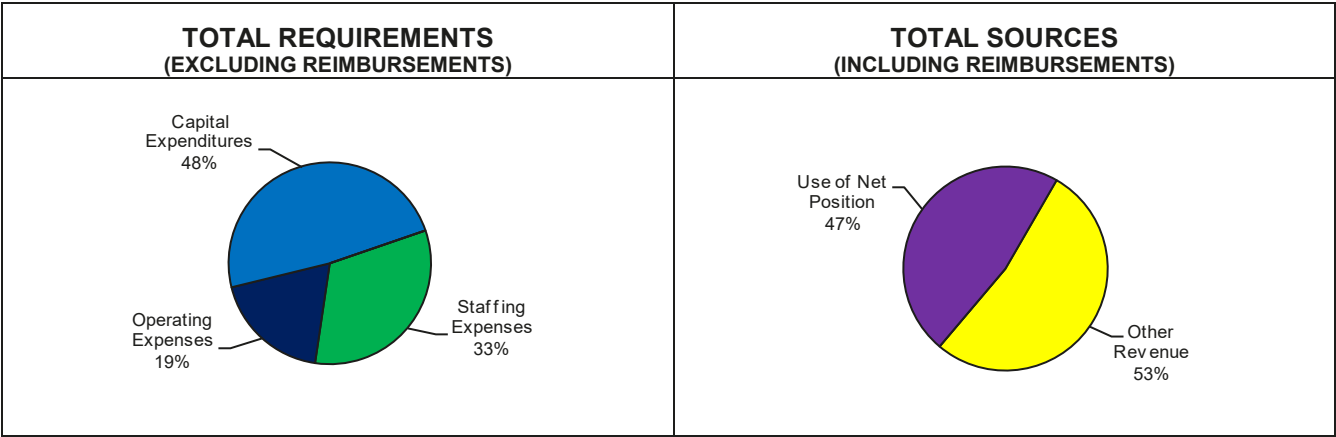 TOTAL REQUIREMENTS
(EXCLUDING REIMBURSEMENTS)
Capital
Expenditures
48%
Operating
Expenses
19%
Staffing
Expenses
33%
TOTAL SOURCES
(INCLUDING REIMBURSEMENTS)
Use of Net
Position
47%
Other
Revenue
53%